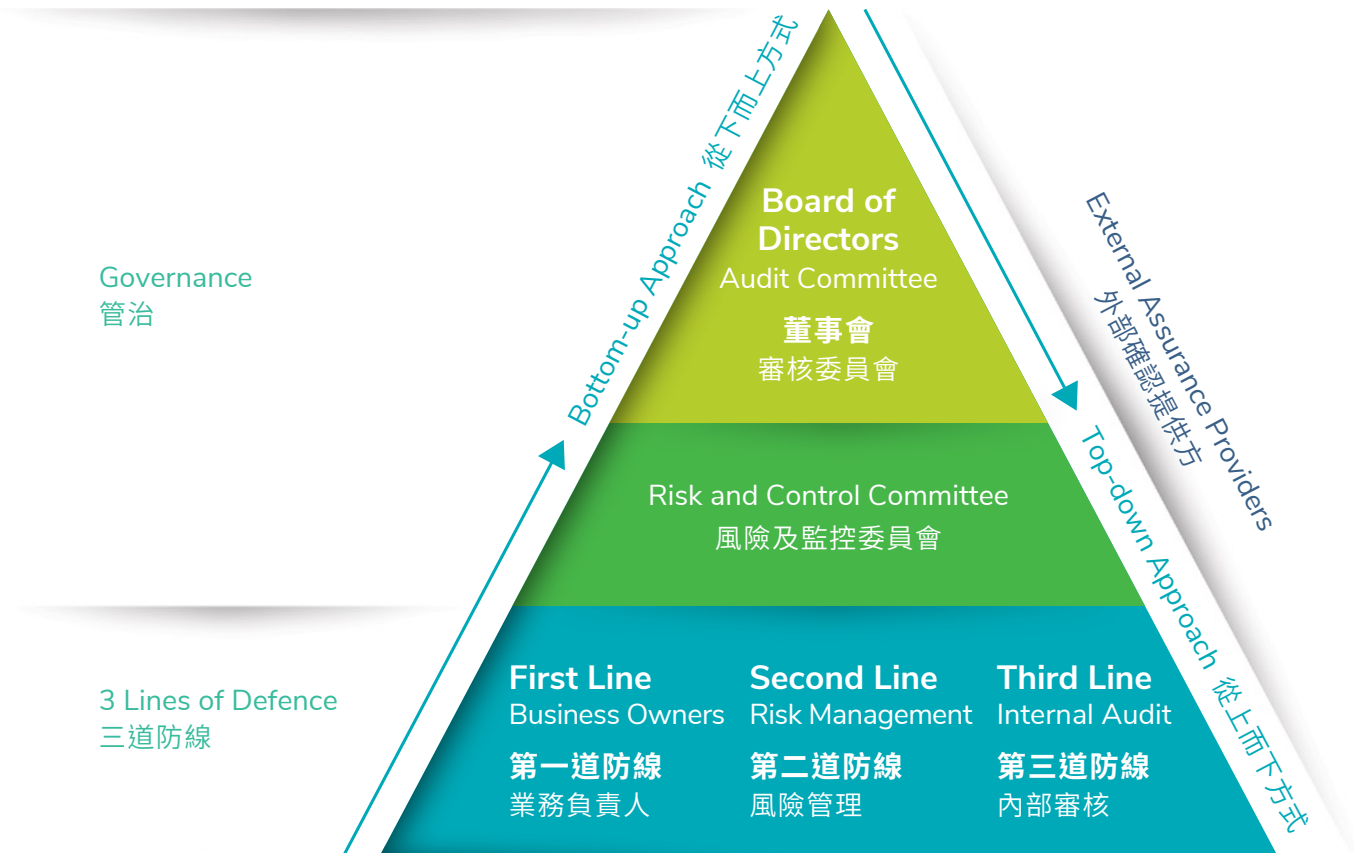 Governance
管治
Bottom-up Approach 從下而上方式
Board of
Directors
Audit Committee
董事會
審核委員會
External Assurance Providers
外部確認提供方
Risk and Control Committee
風險及監控委員會
Top-down Approach 從上而下方式
3 Lines of Defence
三道防線
First Line
Business Owners
第一道防線
業務負責人
Second Line
Risk Management
第二道防線
風險管理
Third Line
Internal Audit
第三道防線
內部審核